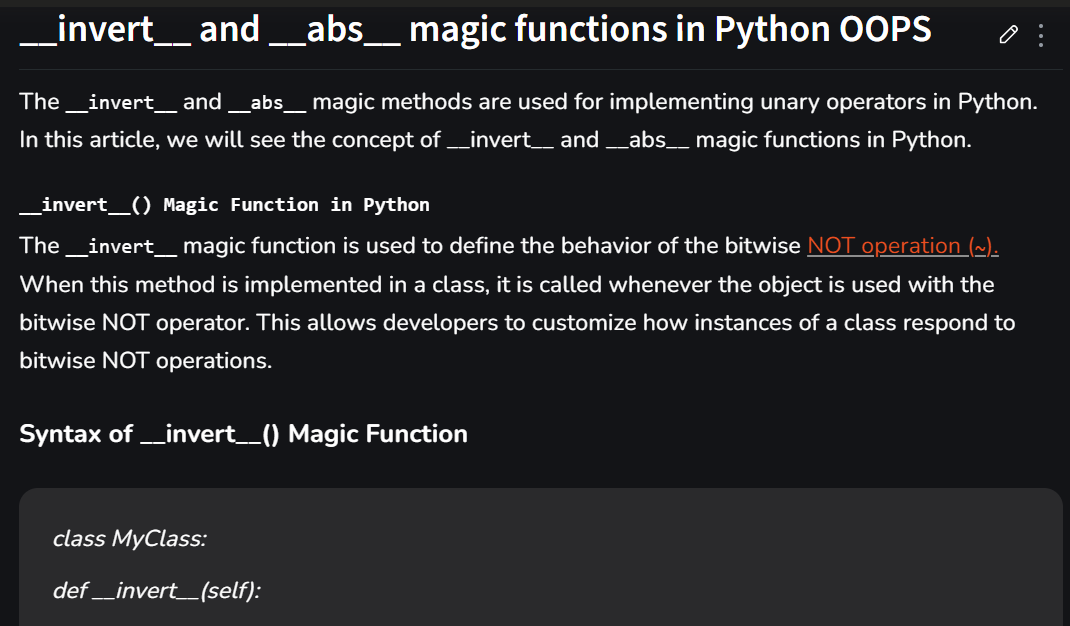 __invert__ and __abs__ magic functions in Python OOPS
The __invert__ and __abs__ magic methods are used for implementing unary operators in Python.
In this article, we will see the concept of __invert__ and __abs__ magic functions in Python.
__invert__() Magic Function in Python
The __invert__ magic function is used to define the behavior of the bitwise NOT operation (~).
When this method is implemented in a class, it is called whenever the object is used with the
bitwise NOT operator. This allows developers to customize how instances of a class respond to
bitwise NOT operations.
Syntax of __invert__() Magic Function
class MyClass:
def __invert__(self):